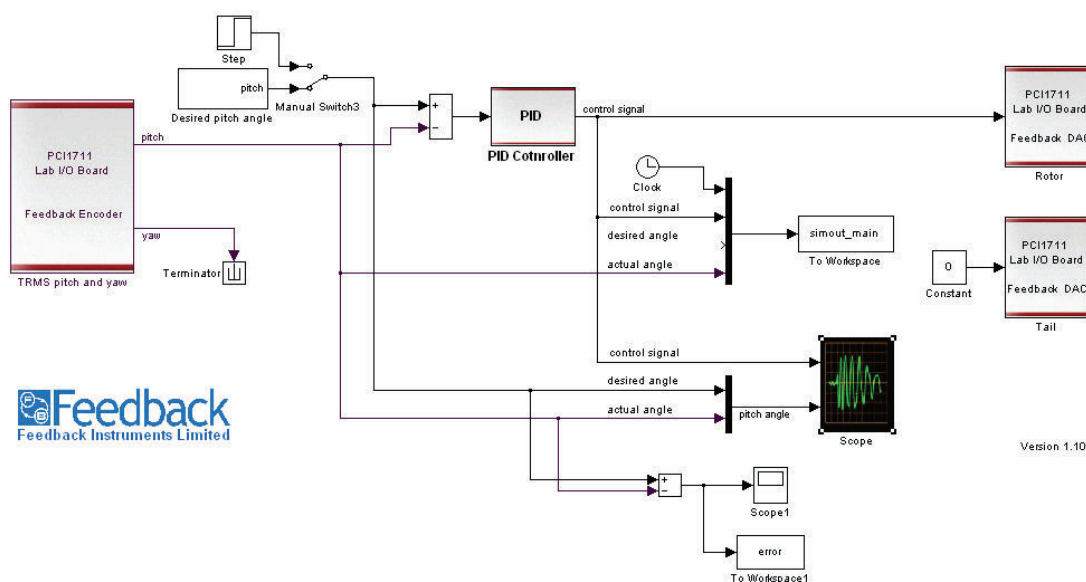 Step
pitch
Desired pitch angle
Manual Switch3
PCI1711
Lab I/O Board
Feedback Encoder
TRMS pitch and yaw
pitch
yaw
Terminator
+
−
PID
PID Cotnroller
control signal
PCI1711
Lab I/O Board
Feedback DAC
Rotor
Clock
control signal
desired angle
actual angle
simout_main
To Workspace
0
Constant
PCI1711
Lab I/O Board
Feedback DAC
Tail
control signal
desired angle
actual angle
pitch angle
Scope
Feedback
Feedback Instruments Limited
Version 1.10
+
−
Scope1
error
To Workspace1